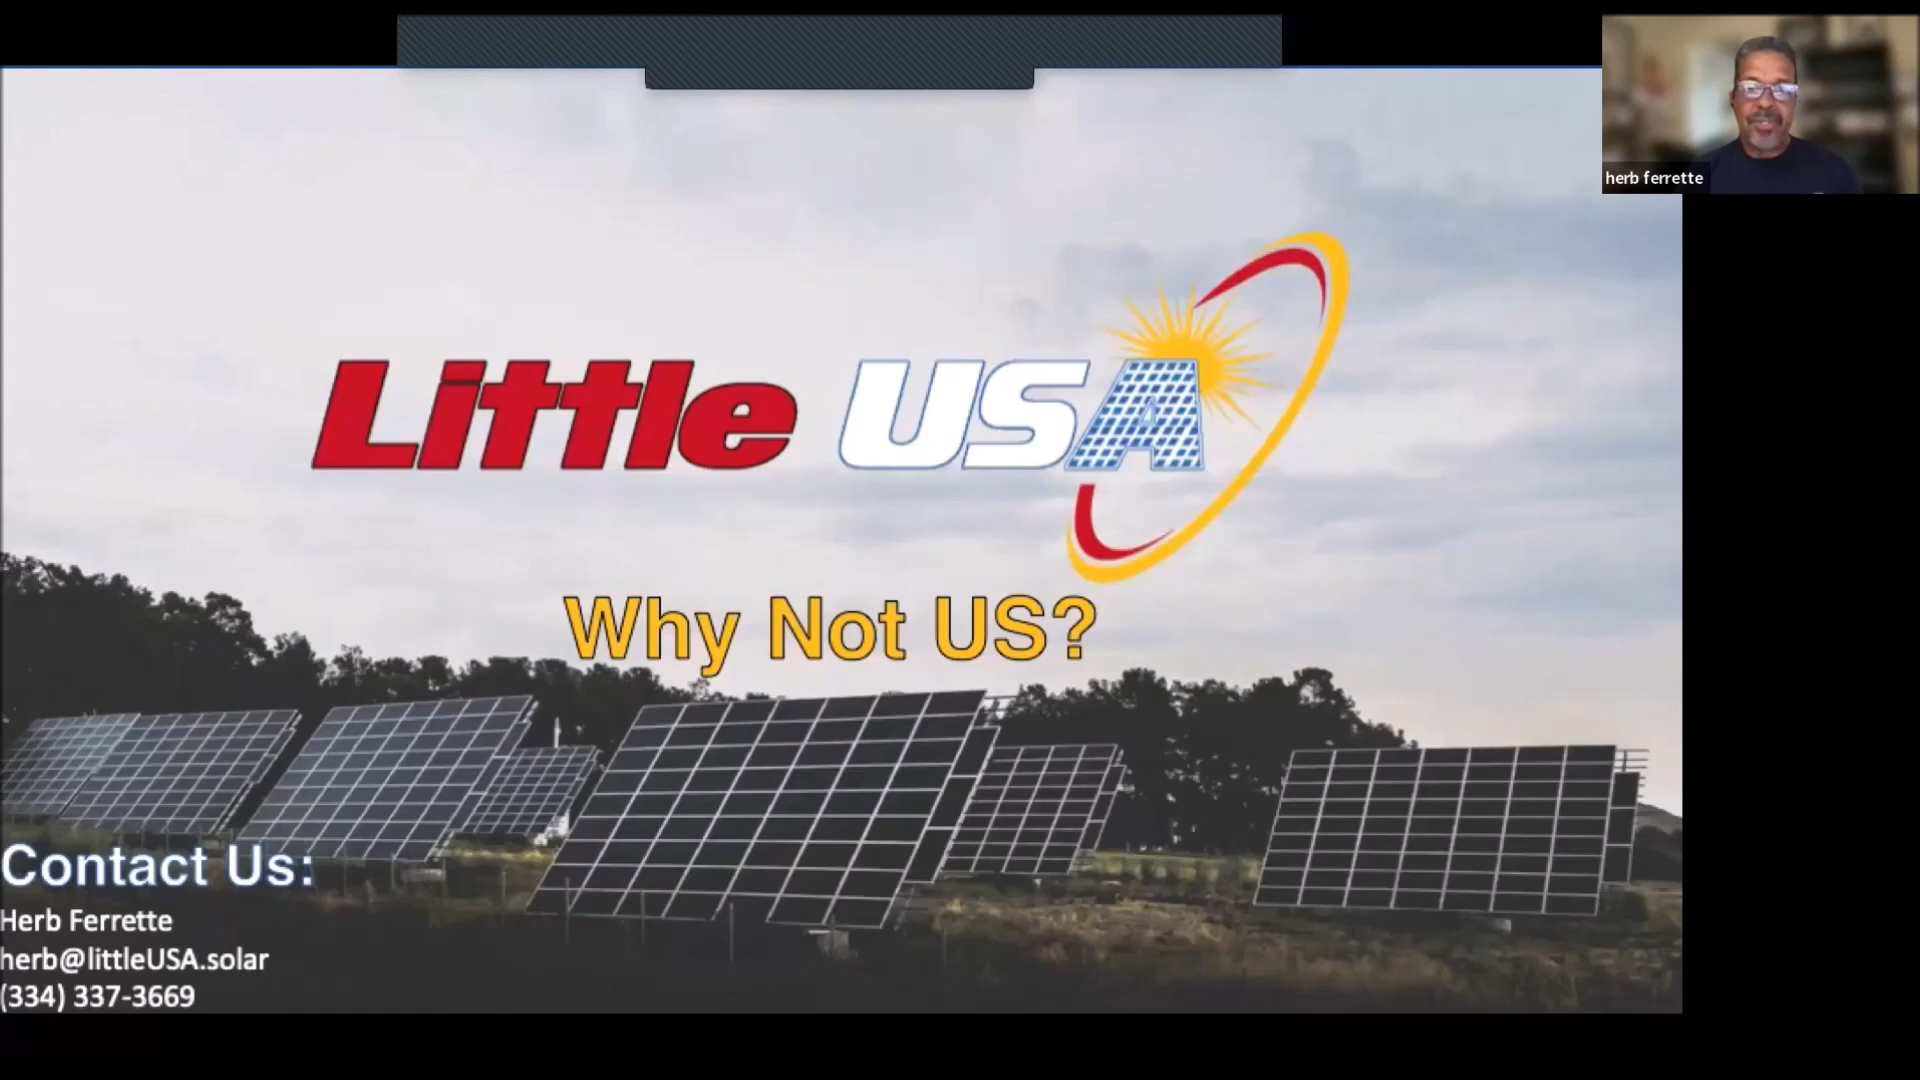 herb ferrette
Little USA
Why Not US?
Contact Us:
Herb Ferrette
herb@littleUSA.solar
(334) 337-3669